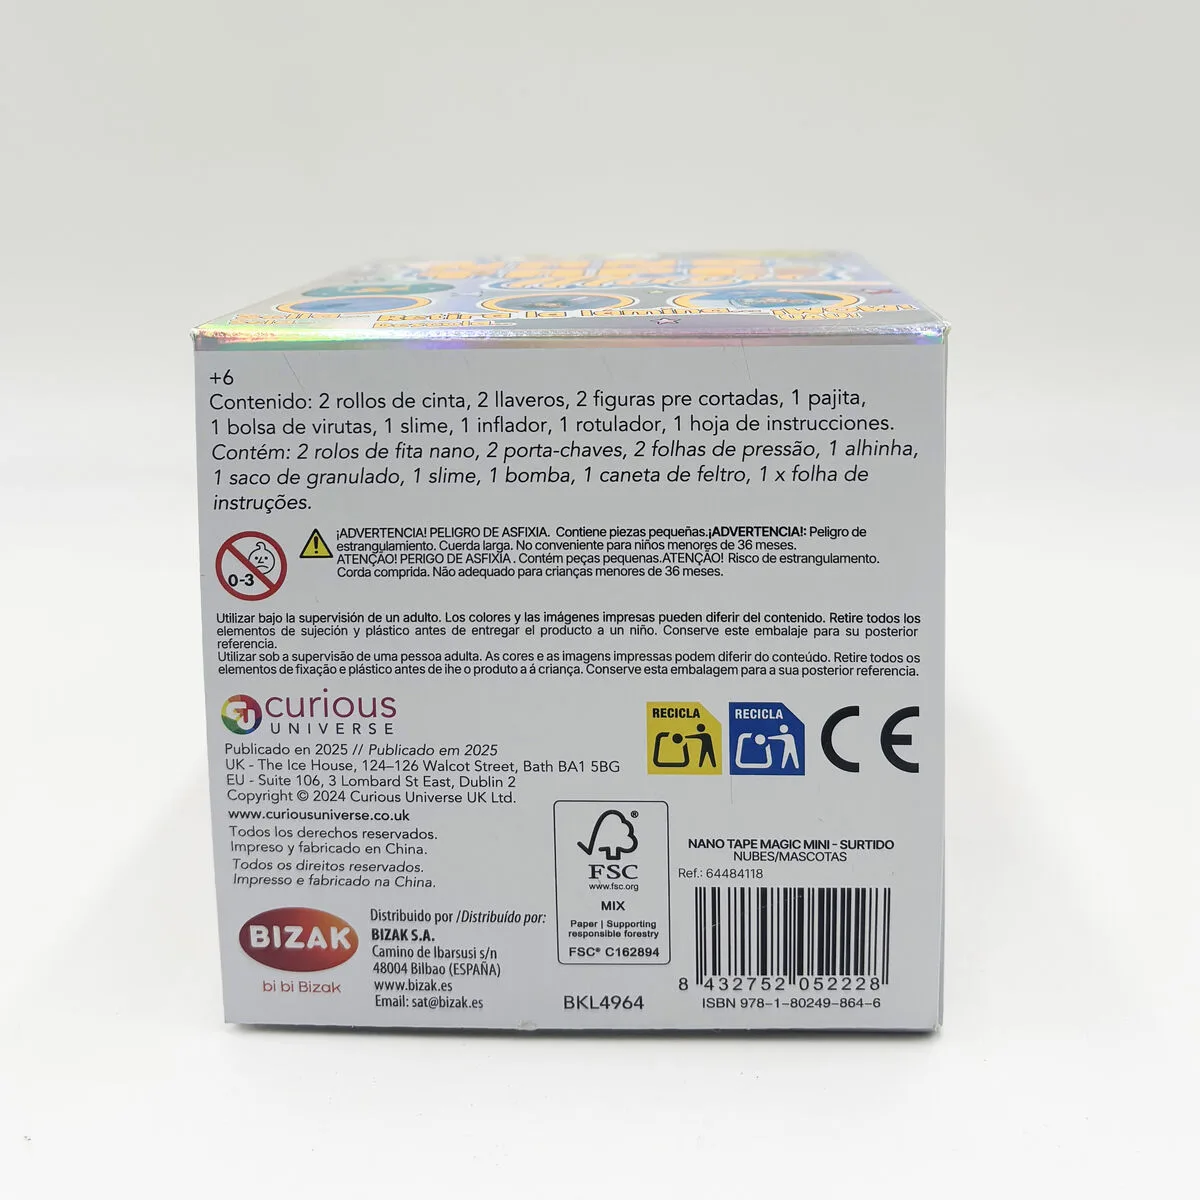 +6
Contenido: 2 rollos de cinta, 2 llaveros, 2 figuras pre cortadas, 1 pajita,
1 bolsa de virutas, 1 slime, 1 inflador, 1 rotulador, 1 hoja de instrucciones.
Contém: 2 rolos de fita nano, 2 porta-chaves, 2 folhas de pressão, 1 alhinha,
1 saco de granulado, 1 slime, 1 bomba, 1 caneta de feltro, 1 x folha de
instruções.
0-3
¡ADVERTENCIA! PELIGRO DE ASFIXIA. Contiene piezas pequeñas.¡ADVERTENCIA!: Peligro de
estrangulamiento. Cuerda larga. No conveniente para niños menores de 36 meses.
ATENÇÃO! PERIGO DE ASFIXIA. Contém peças pequenas.ATENÇÃO! Risco de estrangulamento.
Corda comprida. Não adequado para crianças menores de 36 meses.
Utilizar bajo la supervisión de un adulto. Los colores y las imágenes impresas pueden diferir del contenido. Retire todos los
elementos de sujeción y plástico antes de entregar el producto a un niño. Conserve este embalaje para su posterior
referencia.
Utilizar sob a supervisão de uma pessoa adulta. As cores e as imagens impressas podem diferir do conteúdo. Retire todos os
elementos de fixação e plástico antes de ihe o produto a á criança. Conserve esta embalagem para a sua posterior referência.
curious
UNIVERSE
Publicado en 2025 // Publicado em 2025
UK - The Ice House, 124–126 Walcot Street, Bath BA1 5BG
EU - Suite 106, 3 Lombard St East, Dublin 2
Copyright © 2024 Curious Universe UK Ltd.
www.curiousuniverse.co.uk
Todos los derechos reservados.
Impreso y fabricado en China.
Todos os direitos reservados.
Impresso e fabricado na China.
RECICLA
RECICLA
CE
FSC
®
www.fsc.org
MIX
Paper | Supporting
responsible forestry
FSC® C162894
NANO TAPE MAGIC MINI - SURTIDO
NUBES/MASCOTAS
Ref.: 64484118
8 432752 052228
ISBN 978-1-80249-864-6
BIZAK
bi bi Bizak
Distribuido por /Distribuído por:
BIZAK S.A.
Camino de Ibarsusi s/n
48004 Bilbao (ESPAÑA)
www.bizak.es
Email: sat@bizak.es
BKL4964